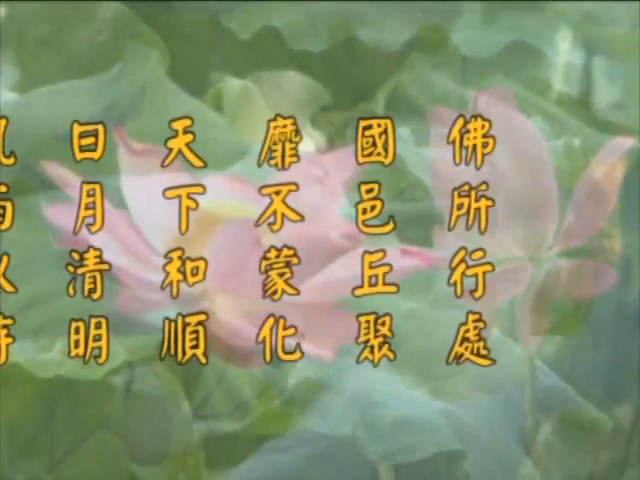 佛所行處
國邑丘聚
靡不蒙化
天下和順
日月清明